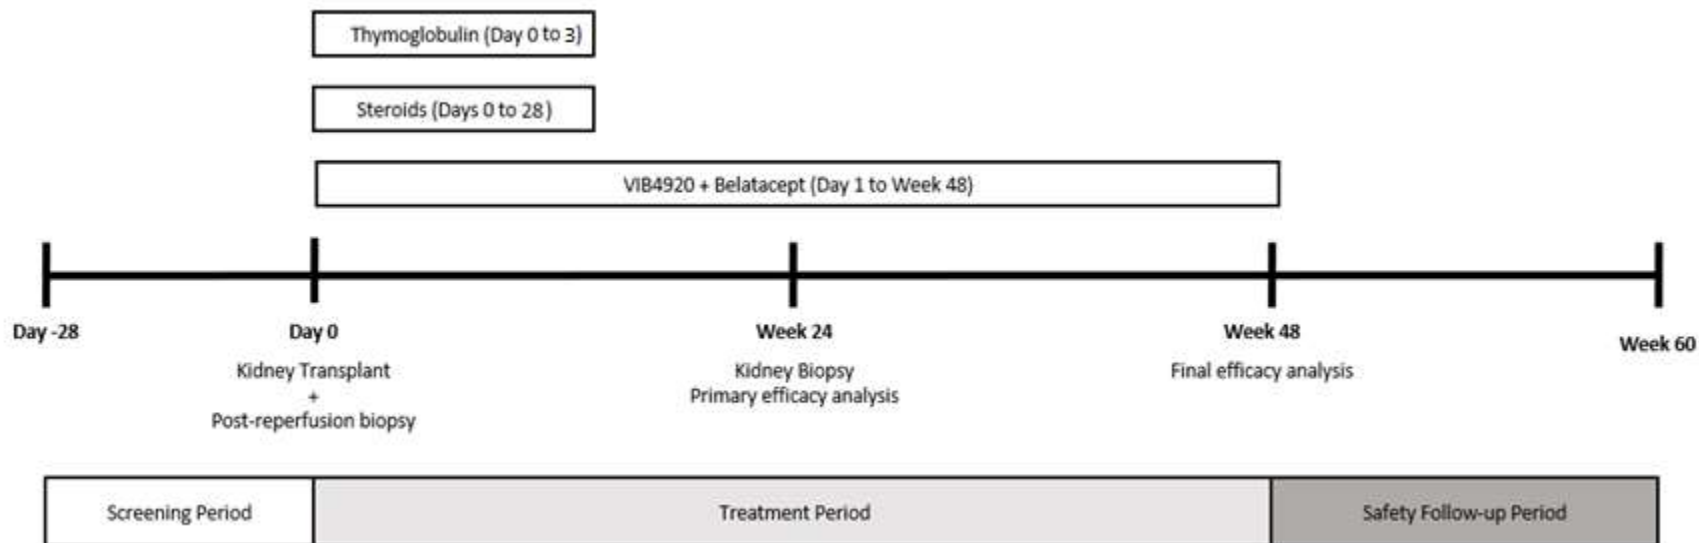 Thymoglobulin (Day 0 to 3)
Steroids (Days 0 to 28)
VIB4920 + Belatacept (Day 1 to Week 48)
Day -28
Day 0
Week 24
Week 48
Week 60
Kidney Transplant
+
Post-reperfusion biopsy
Kidney Biopsy
Primary efficacy analysis
Final efficacy analysis
Screening Period
Treatment Period
Safety Follow-up Period